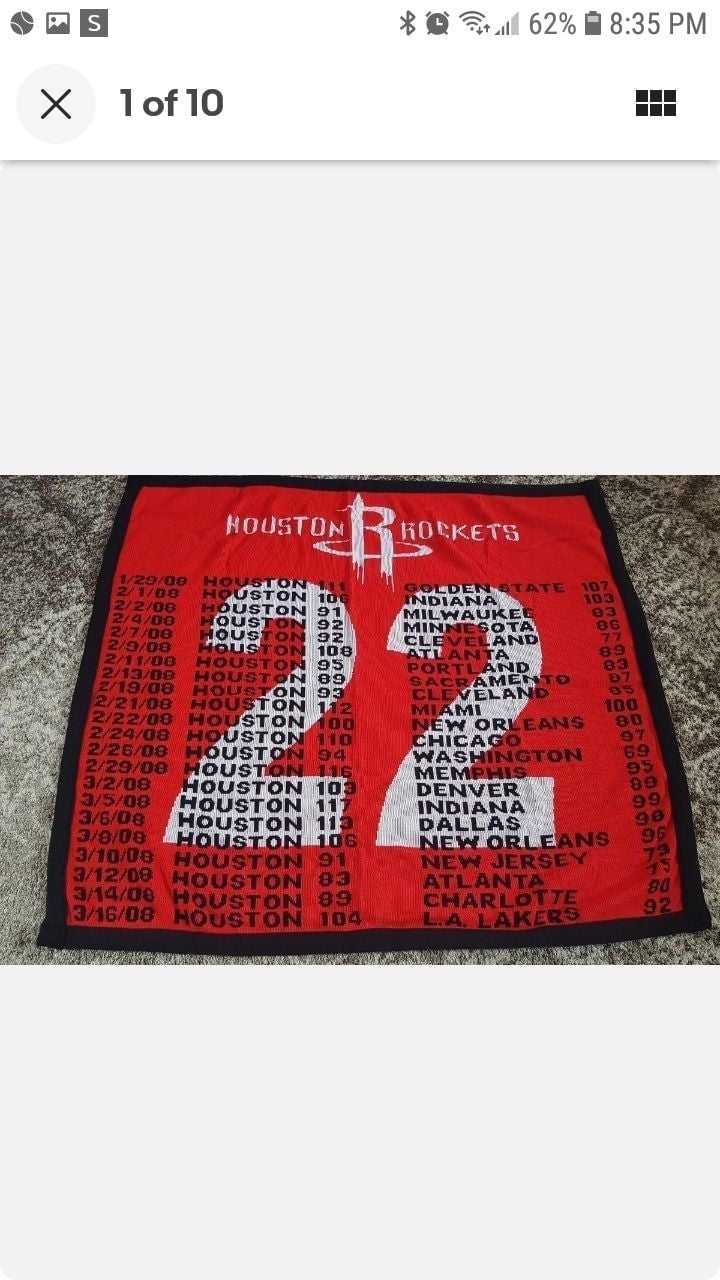 S 62% 8:35 PM
1 of 10
HOUSTON R ROCKETS
22
1/29/08 HOUSTON 111 GOLDEN STATE 107
2/1/08 HOUSTON 106 INDIANA 103
2/2/08 HOUSTON 91 MILWAUKEE 83
2/4/08 HOUSTON 92 MINNESOTA 86
2/7/08 HOUSTON 92 CLEVELAND 77
2/9/08 HOUSTON 108 ATLANTA 89
2/11/08 HOUSTON 95 PORTLAND 83
2/13/08 HOUSTON 89 SACRAMENTO 87
2/19/08 HOUSTON 93 CLEVELAND 85
2/21/08 HOUSTON 112 MIAMI 100
2/22/08 HOUSTON 100 NEW ORLEANS 80
2/24/08 HOUSTON 110 CHICAGO 97
2/26/08 HOUSTON 94 WASHINGTON 69
2/29/08 HOUSTON 116 MEMPHIS 95
3/2/08 HOUSTON 103 DENVER 89
3/5/08 HOUSTON 117 INDIANA 99
3/6/08 HOUSTON 113 DALLAS 98
3/8/08 HOUSTON 106 NEW ORLEANS 96
3/10/08 HOUSTON 91 NEW JERSEY 73
3/12/08 HOUSTON 83 ATLANTA 75
3/14/08 HOUSTON 89 CHARLOTTE 80
3/16/08 HOUSTON 104 L.A. LAKERS 92